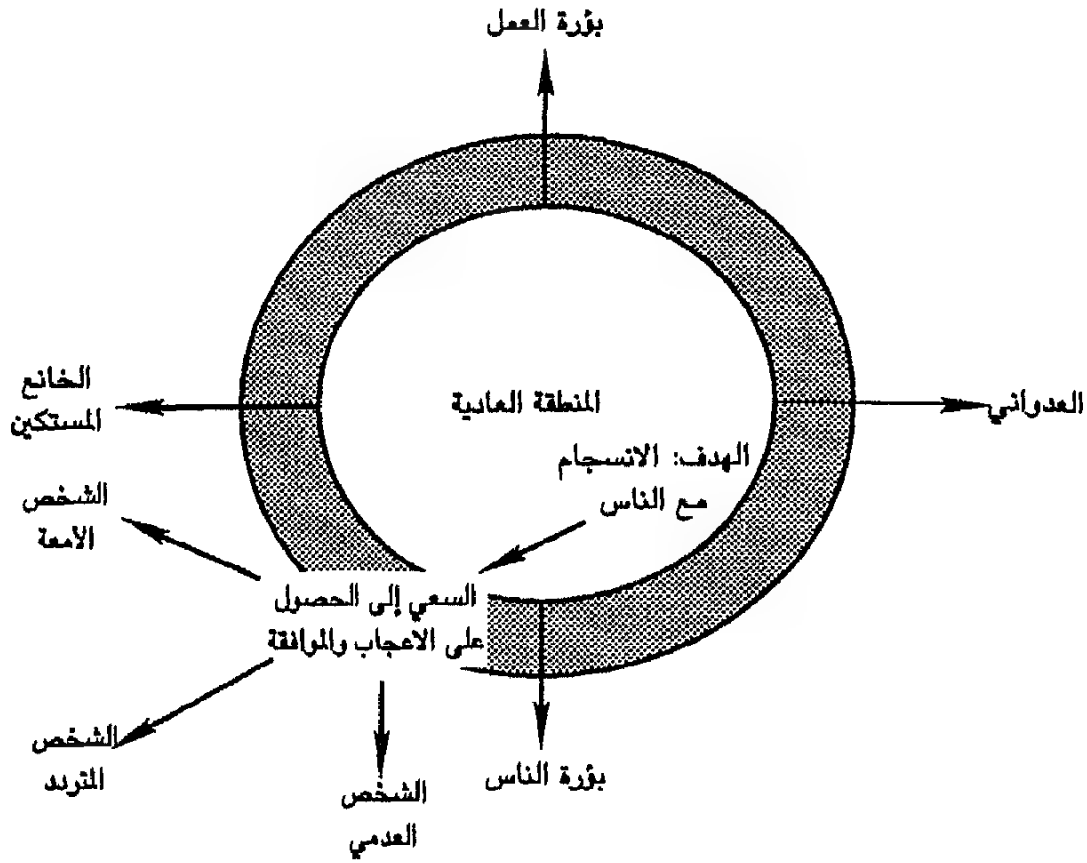 بؤرة العمل
الخانع
المستكين
المنطقة العادية
العدواني
الهدف: الانسجام
مع الناس
الشخص
الأمعة
السعي إلى الحصول
على الاعجاب والموافقة
الشخص
المتردد
الشخص
العدمي
بؤرة الناس